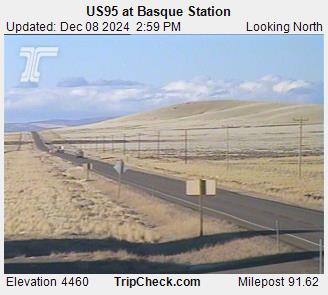 US95 at Basque Station
Updated: Dec 08 2024 2:59 PM Looking North
Elevation 4460 TripCheck.com Milepost 91.62